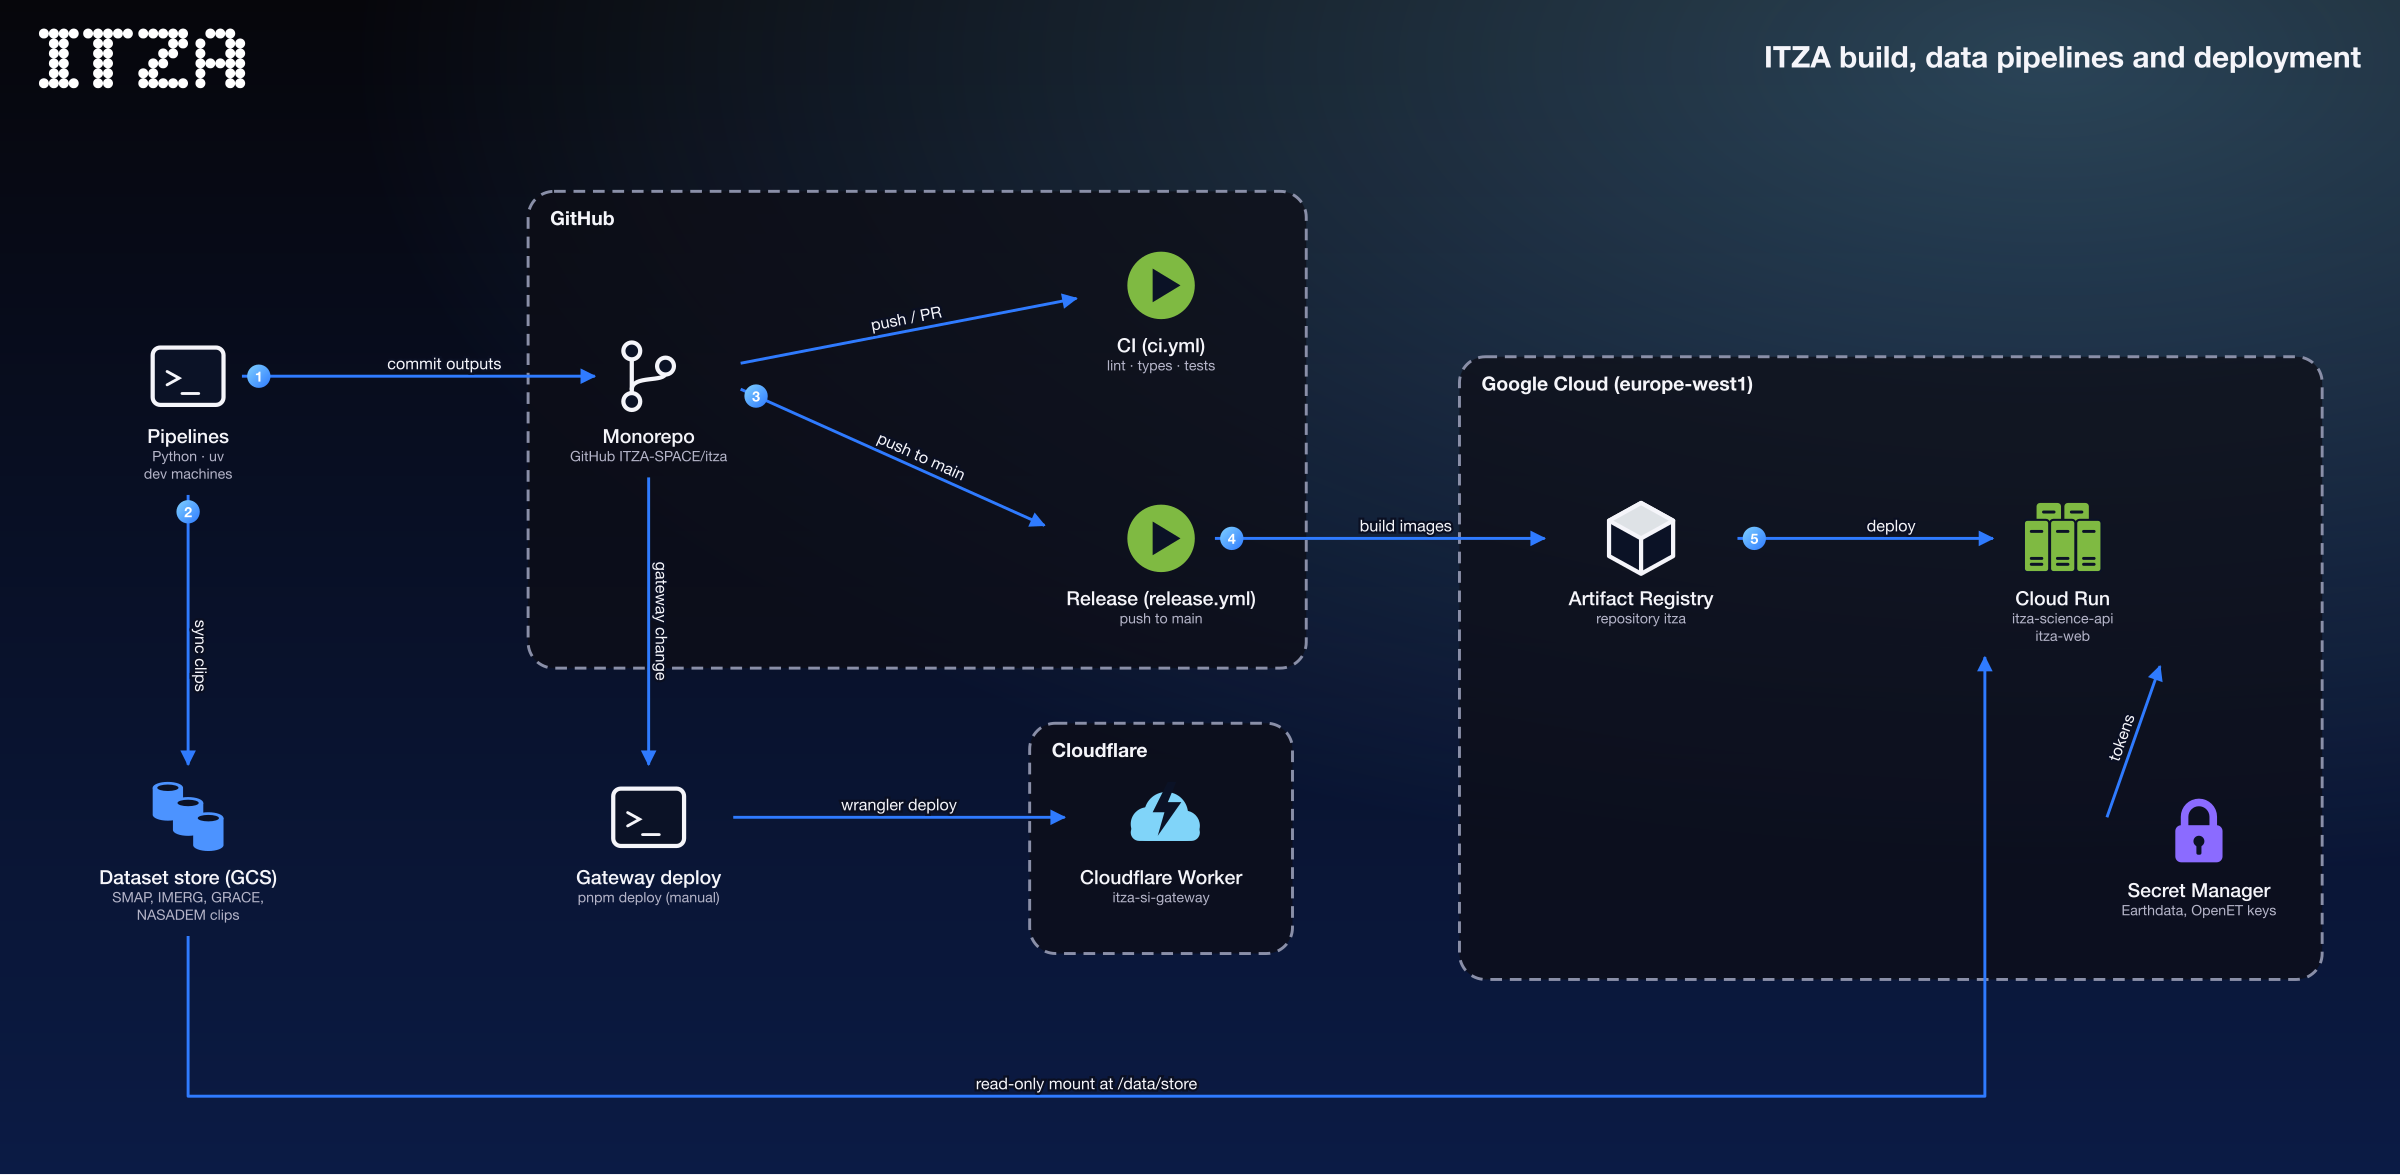 ITZA
ITZA build, data pipelines and deployment
GitHub
push / PR
CI (ci.yml)
lint · types · tests
1
commit outputs
Pipelines
Python · uv
dev machines
Monorepo
GitHub ITZA-SPACE/itza
3
push to main
Release (release.yml)
push to main
4
build images
Google Cloud (europe-west1)
Artifact Registry
repository itza
5
deploy
Cloud Run
itza-science-api
itza-web
2
sync clips
gateway change
tokens
Secret Manager
Earthdata, OpenET keys
Dataset store (GCS)
SMAP, IMERG, GRACE,
NASADEM clips
>_
Gateway deploy
pnpm deploy (manual)
wrangler deploy
Cloudflare
Cloudflare Worker
itza-si-gateway
read-only mount at /data/store